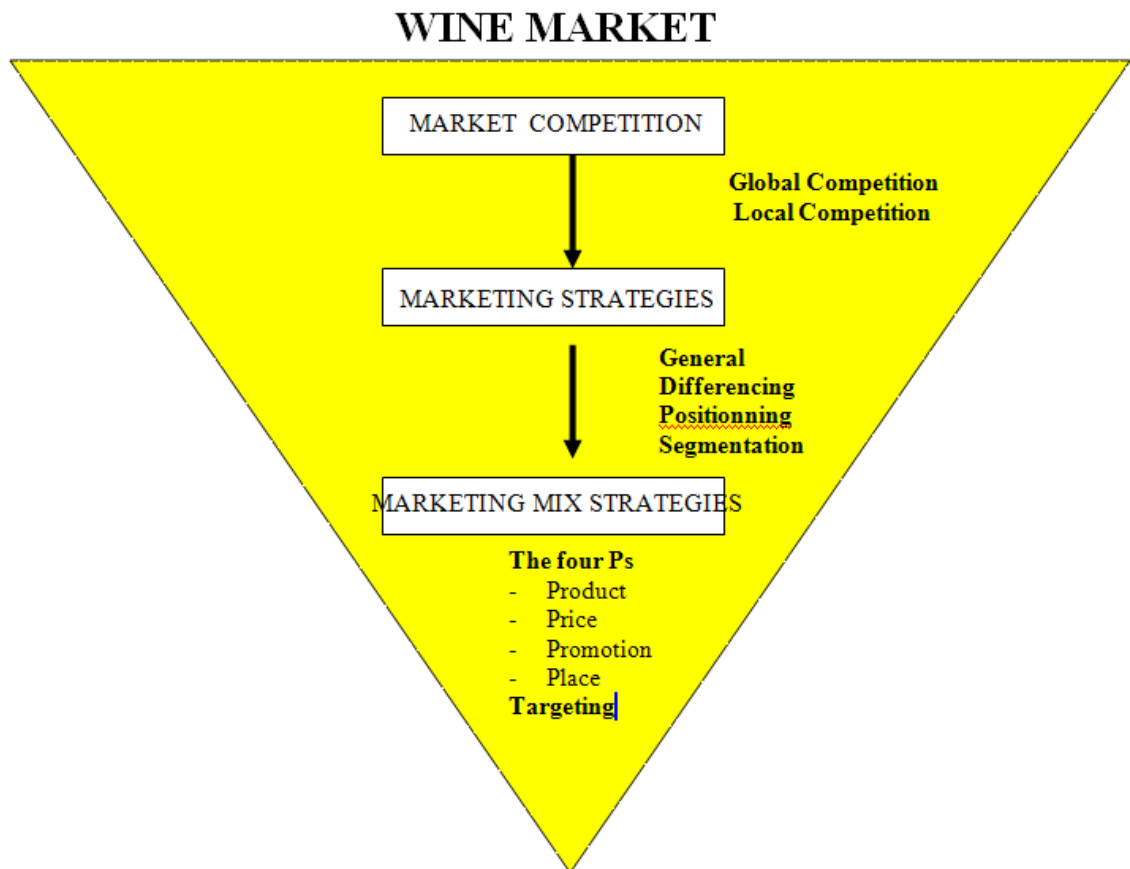 WINE MARKET
MARKET COMPETITION
Global Competition
Local Competition
MARKETING STRATEGIES
General
Differencing
Positionning
Segmentation
MARKETING MIX STRATEGIES
The four Ps
- Product
- Price
- Promotion
- Place
Targeting